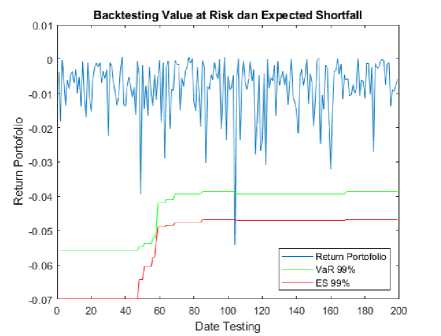 Backtesting Value at Risk dan Expected Shortfall
0.01
0
-0.01
-0.02
-0.03
-0.04
-0.05
-0.06
-0.07
Return Portofolio
Return Portofolio
VaR 99%
ES 99%
0 20 40 60 80 100 120 140 160 180 200
Date Testing